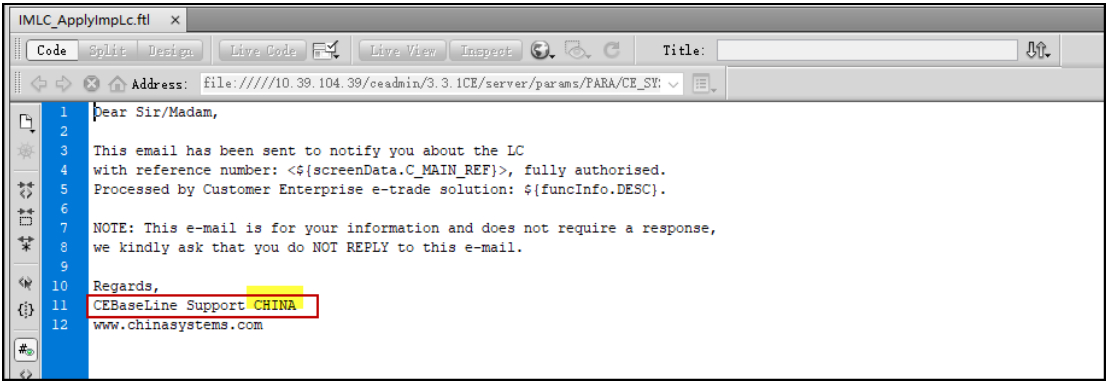 IMLC_ApplyImpLc.ftl ×
Code Split Design Live Code Live View Inspect Title:
Address: file://///10.39.104.39/ceadmin/3.3.1CE/server/params/PARA/CE_SY
1 Dear Sir/Madam,
2
3 This email has been sent to notify you about the LC
4 with reference number: <${screenData.C_MAIN_REF}>, fully authorised.
5 Processed by Customer Enterprise e-trade solution: ${funcInfo.DESC}.
6
7 NOTE: This e-mail is for your information and does not require a response,
8 we kindly ask that you do NOT REPLY to this e-mail.
9
10 Regards,
11 CEBaseLine Support CHINA
12 www.chinasystems.com